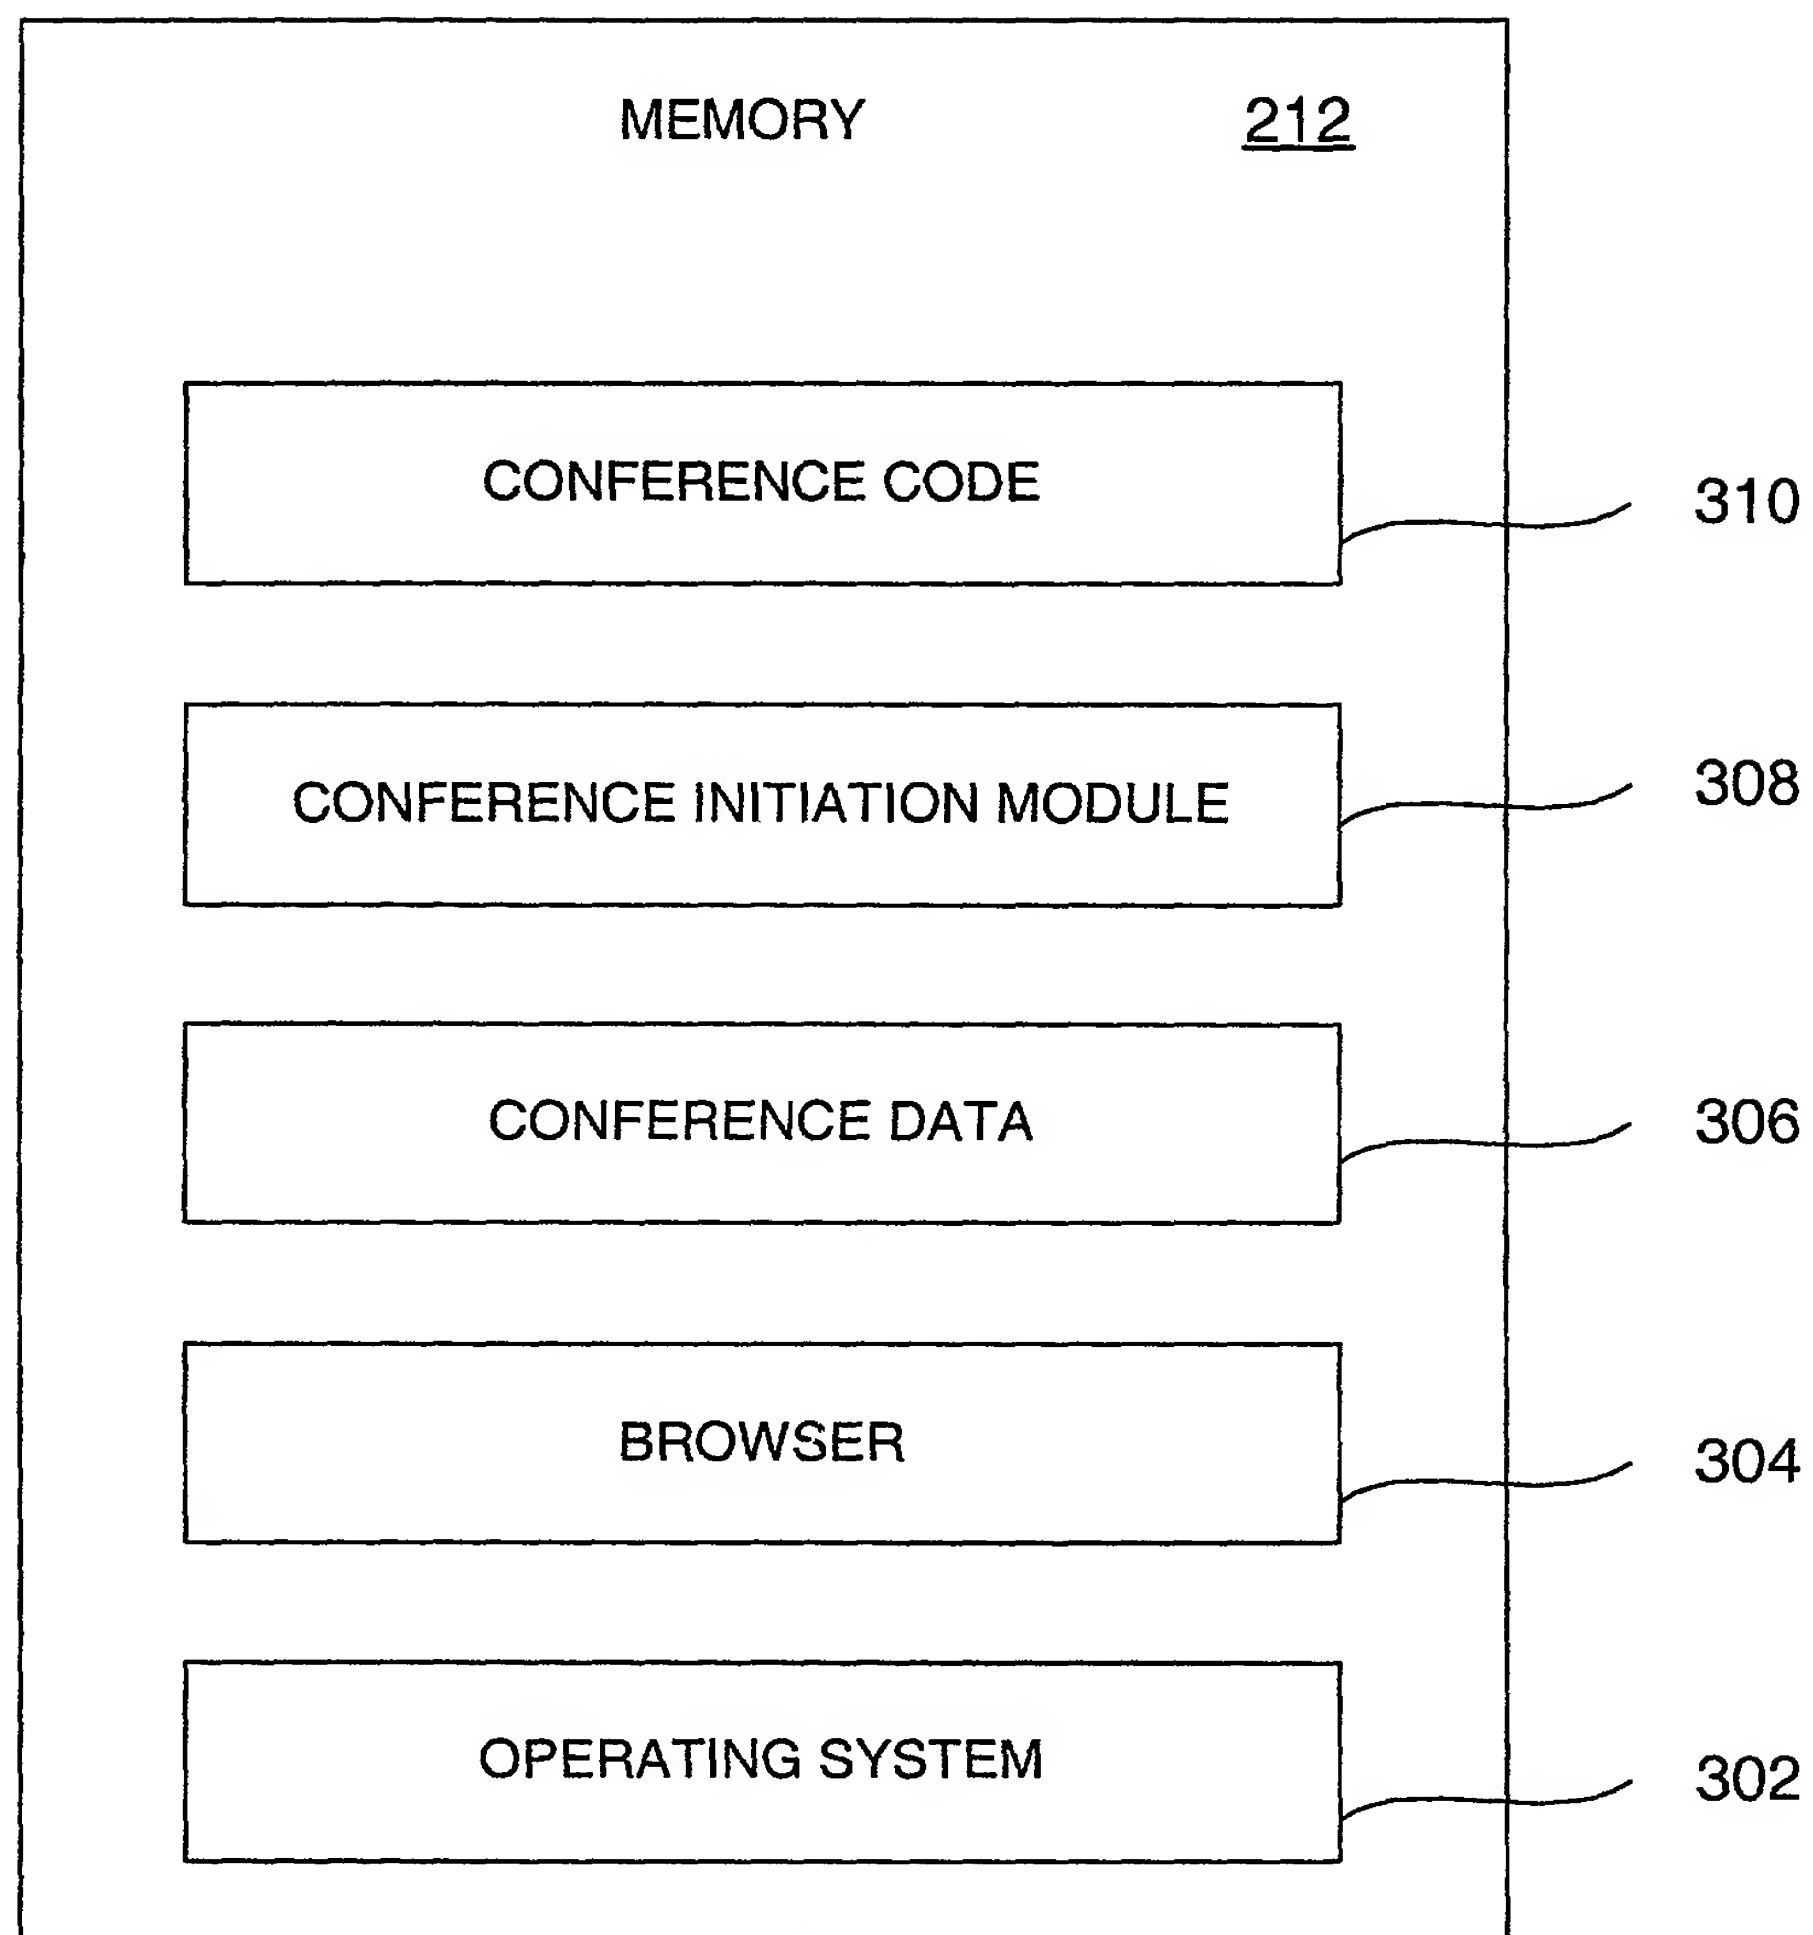 MEMORY 212
CONFERENCE CODE
310
CONFERENCE INITIATION MODULE
308
CONFERENCE DATA
306
BROWSER
304
OPERATING SYSTEM
302